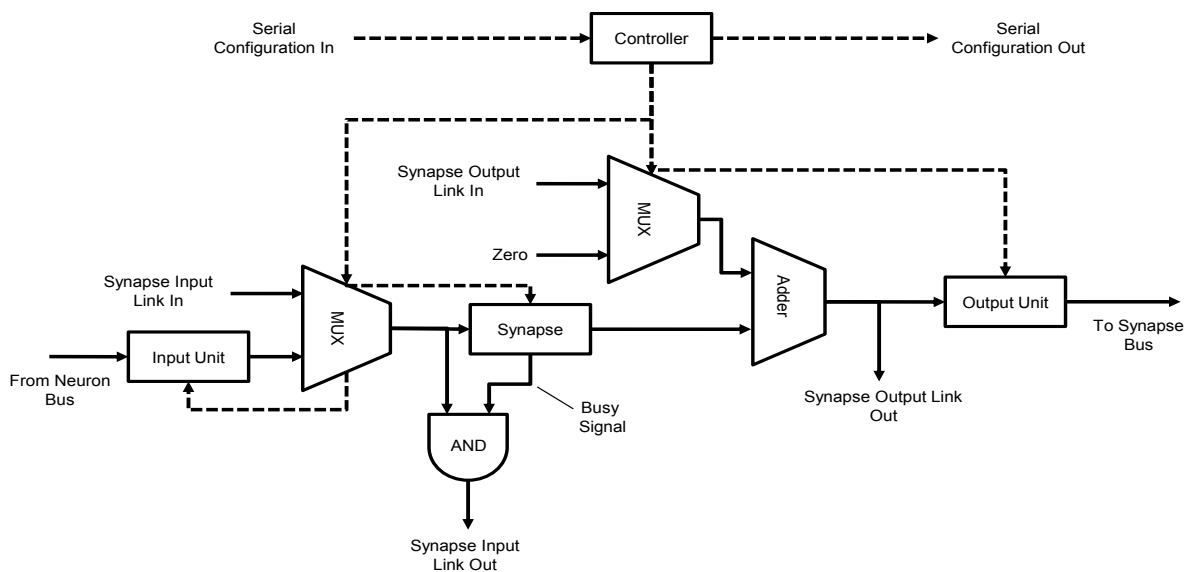 Serial
Configuration In
Controller
Serial
Configuration Out
Synapse Output
Link In
MUX
Zero
Synapse Input
Link In
MUX
Adder
Synapse
Output Unit
Input Unit
To Synapse
Bus
From Neuron
Bus
Busy
Signal
Synapse Output Link
Out
AND
Synapse Input
Link Out